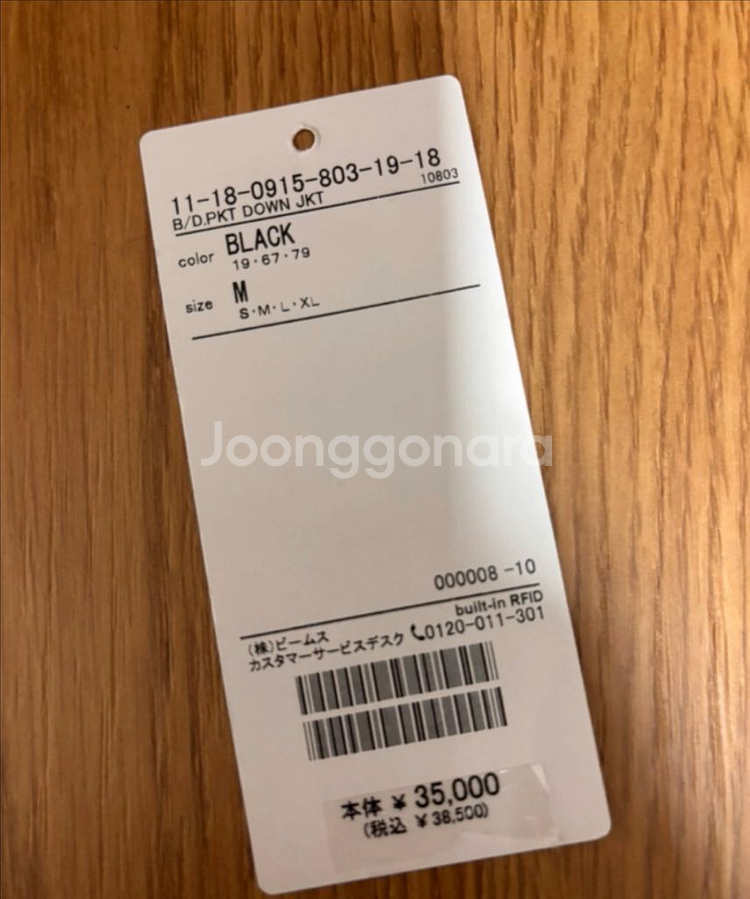 11-18-0915-803-19-18
B/D.PKT DOWN JKT 10803
color BLACK
19・67・79
size M
S・M・L・XL
Joonggonara
000008 -10
built-in RFID
(株)ビームス
カスタマーサービスデスク 0120-011-301
本体 ¥ 35,000
(税込 ¥ 38,500)